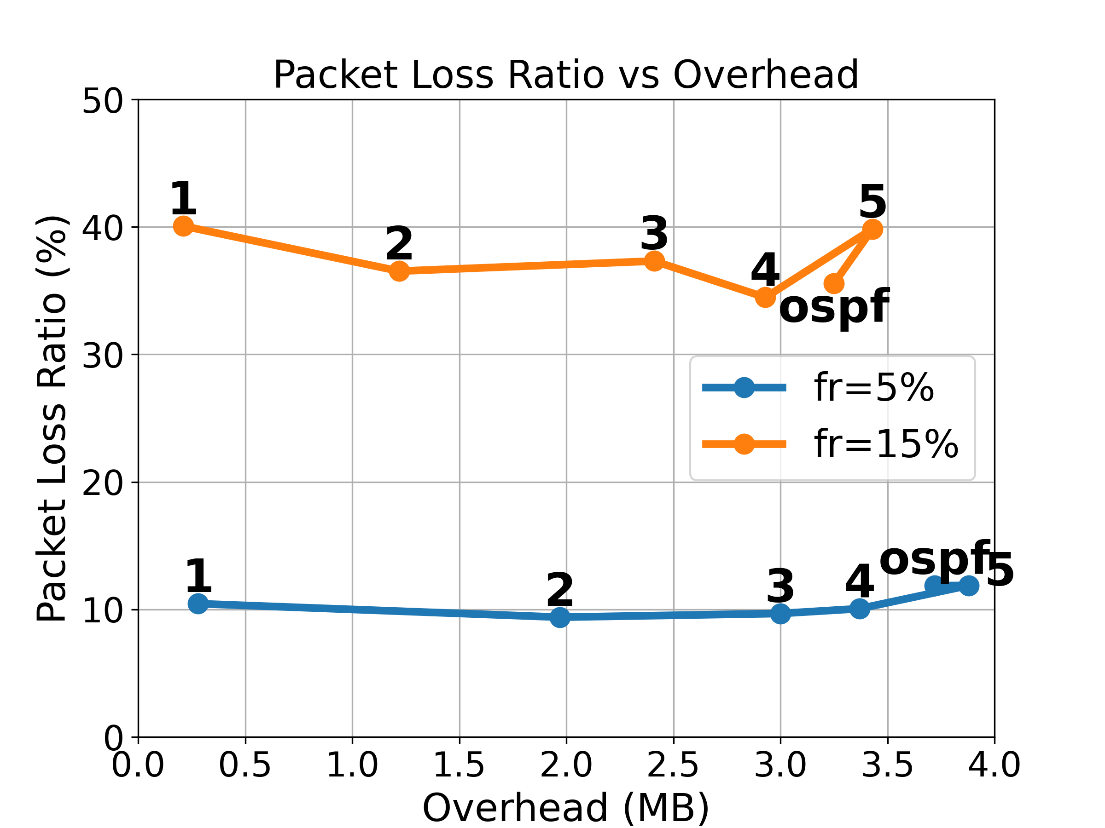 Packet Loss Ratio vs Overhead
Packet Loss Ratio (%)
50
40
30
20
10
0
1
2
3
4
5
ospf
fr=5%
fr=15%
1
2
3
4
ospf
5
0.0 0.5 1.0 1.5 2.0 2.5 3.0 3.5 4.0
Overhead (MB)